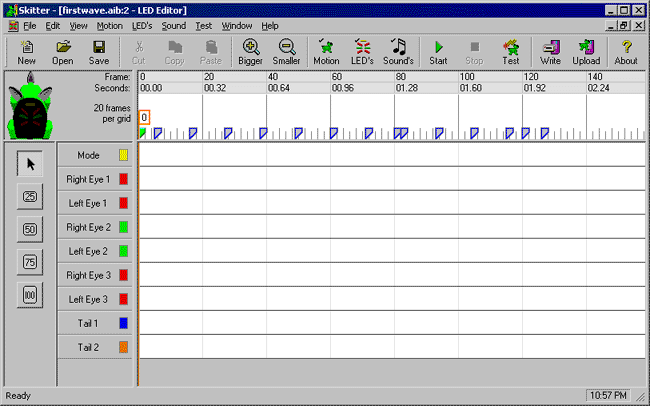 Skitter - [firstwave.aib:2 - LED Editor]
File Edit View Motion LED's Sound Test Window Help
New Open Save Cut Copy Paste Bigger Smaller Motion LED's Sound's Start Stop Test Write Upload About
Frame: 0 20 40 60 80 100 120 140
Seconds: 00.00 00.32 00.64 00.96 01.28 01.60 01.92 02.24
20 frames
per grid
0
Mode
25 Right Eye 1
Left Eye 1
50 Right Eye 2
Left Eye 2
75 Right Eye 3
100 Left Eye 3
Tail 1
Tail 2
Ready 10:57 PM